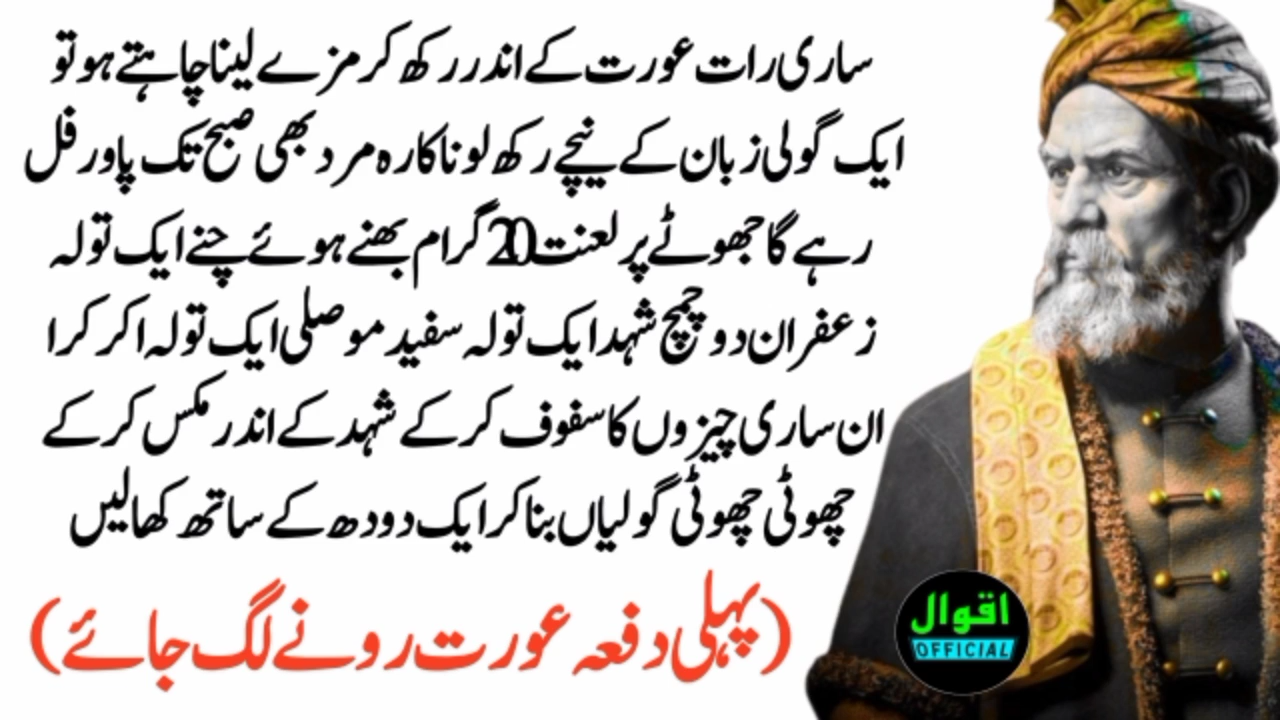 ساری رات عورت کے اندر رکھ کر مزے لینا چاہتے ہو تو
ایک گولی زبان کے نیچے رکھ لو ناکارہ مرد بھی صبح تک پاور فل
رہے گا جھوٹے پر لعنت 20 گرام بھنے ہوئے چنے ایک تولہ
زعفران دو چمچ شہد ایک تولہ سفید موصلی ایک تولہ اکر کرا
ان ساری چیزوں کا سفوف کر کے شہد کے اندر مکس کر کے
چھوٹی چھوٹی گولیاں بنا کر ایک دودھ کے ساتھ کھا لیں
(پہلی دفعہ عورت رونے لگ جائے)
اقوال
OFFICIAL